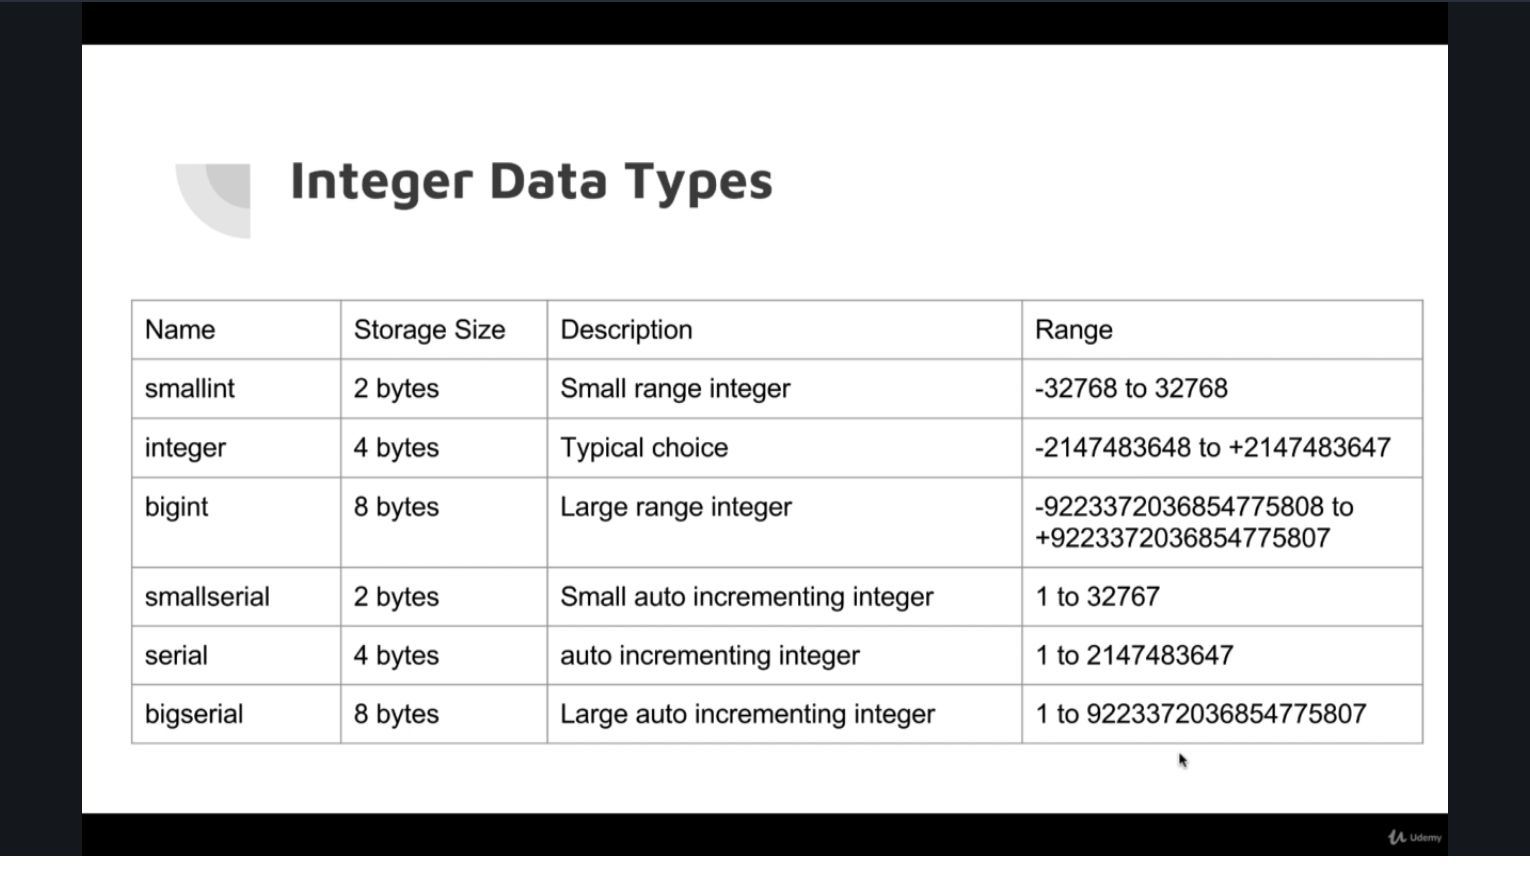 Integer Data Types
Name Storage Size Description Range
smallint 2 bytes Small range integer -32768 to 32768
integer 4 bytes Typical choice -2147483648 to +2147483647
bigint 8 bytes Large range integer -9223372036854775808 to
+9223372036854775807
smallserial 2 bytes Small auto incrementing integer 1 to 32767
serial 4 bytes auto incrementing integer 1 to 2147483647
bigserial 8 bytes Large auto incrementing integer 1 to 9223372036854775807
Udemy